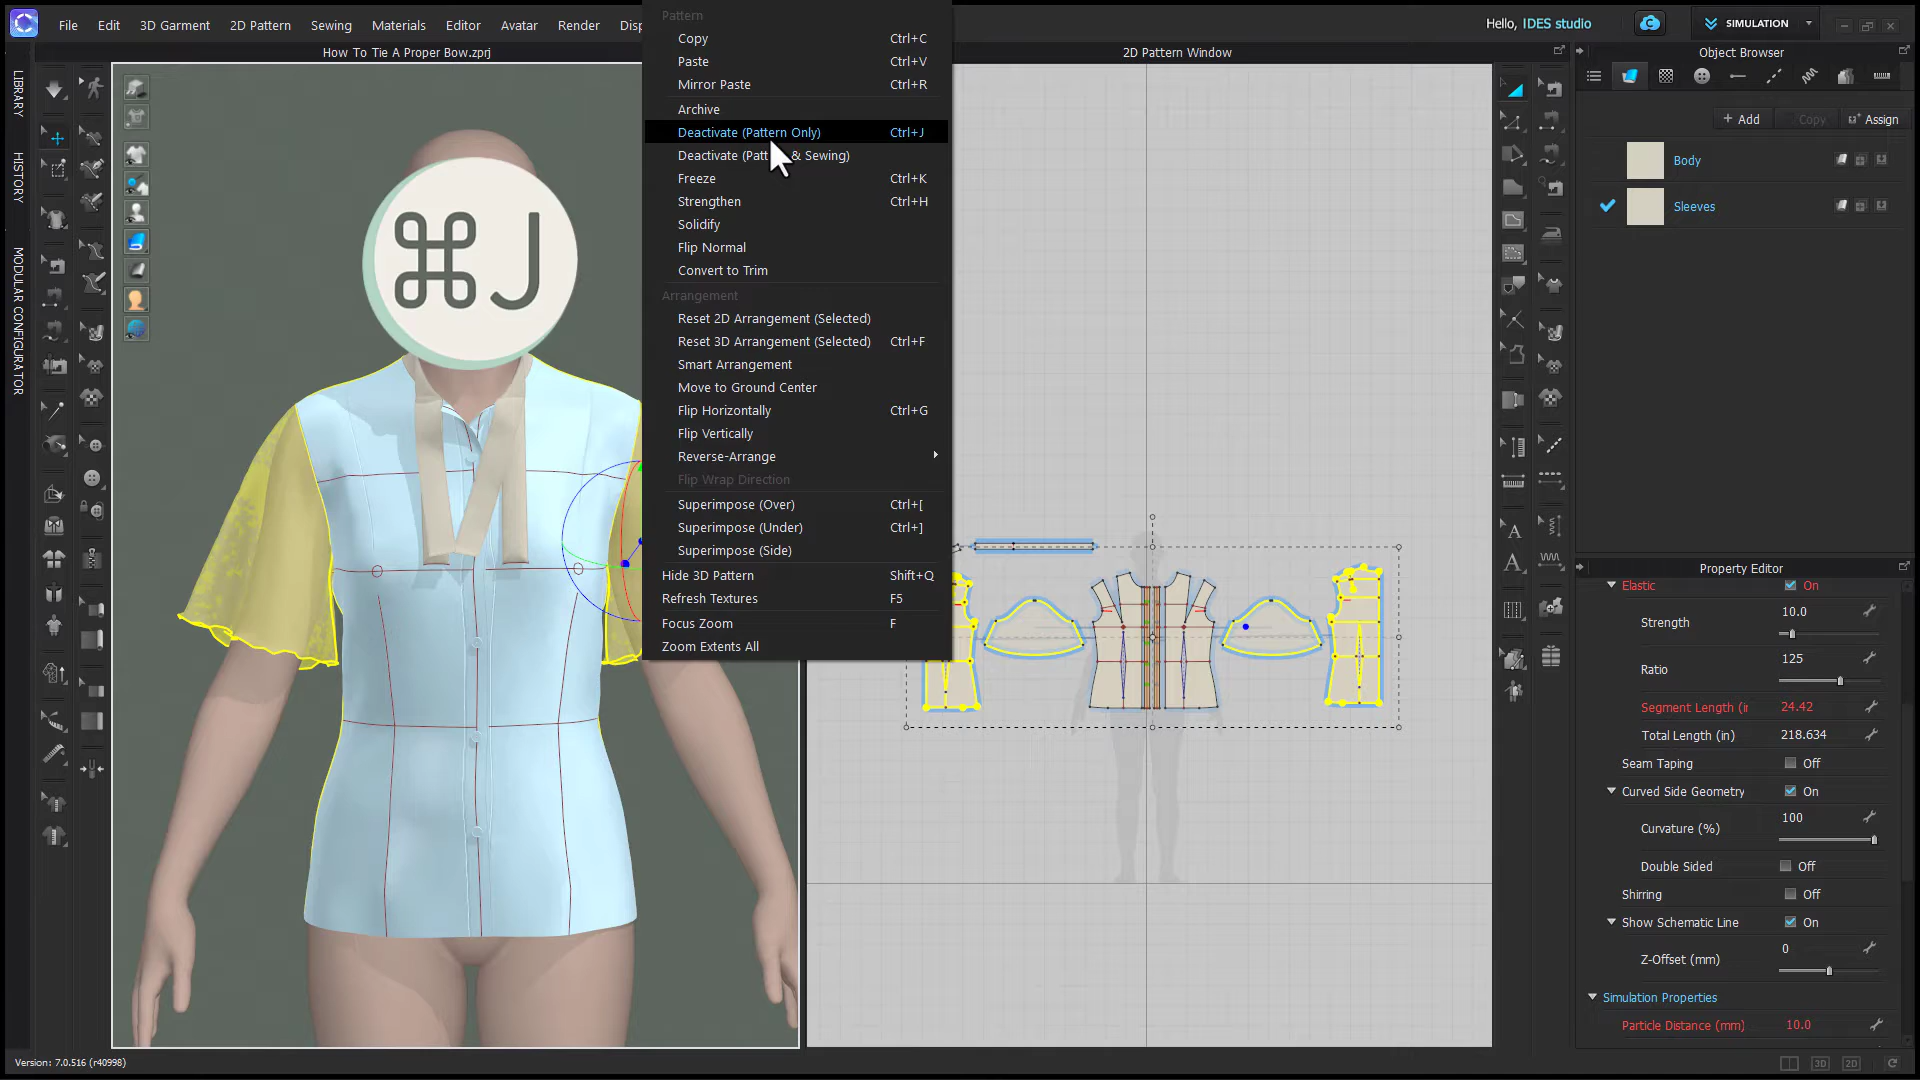 File Edit 3D Garment 2D Pattern Sewing Materials Editor Avatar Render Disp
Hello, IDES studio
SIMULATION
How To Tie A Proper Bow.zprj
2D Pattern Window
Object Browser
LIBRARY
HISTORY
MODULAR CONFIGURATOR
⌘J
Pattern
Copy Ctrl+C
Paste Ctrl+V
Mirror Paste Ctrl+R
Archive
Deactivate (Pattern Only) Ctrl+J
Deactivate (Patt & Sewing)
Freeze Ctrl+K
Strengthen Ctrl+H
Solidify
Flip Normal
Convert to Trim
Arrangement
Reset 2D Arrangement (Selected)
Reset 3D Arrangement (Selected) Ctrl+F
Smart Arrangement
Move to Ground Center
Flip Horizontally Ctrl+G
Flip Vertically
Reverse-Arrange
Flip Wrap Direction
Superimpose (Over) Ctrl+[
Superimpose (Under) Ctrl+]
Superimpose (Side)
Hide 3D Pattern Shift+Q
Refresh Textures F5
Focus Zoom F
Zoom Extents All
+ Add Copy Assign
Body
Sleeves
Property Editor
Elastic On
Strength 10.0
Ratio 125
Segment Length (i 24.42
Total Length (in) 218.634
Seam Taping Off
Curved Side Geometry On
Curvature (%) 100
Double Sided Off
Shirring Off
Show Schematic Line On
Z-Offset (mm) 0
Simulation Properties
Particle Distance (mm) 10.0
Version: 7.0.516 (r40998)
3D 2D